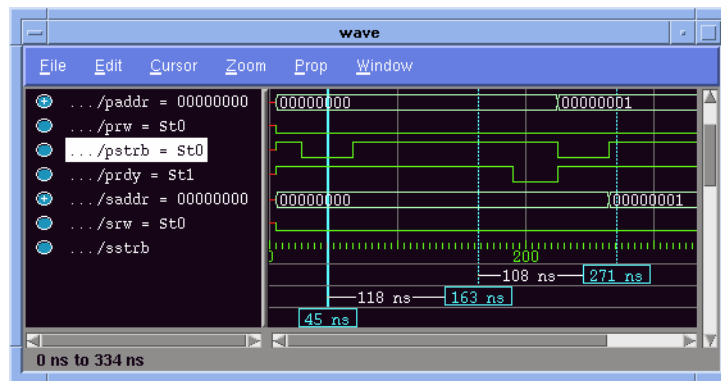 wave
File Edit Cursor Zoom Prop Window
.../paddr = 00000000 00000000 00000001
.../prw = St0
.../pstrb = St0
.../prdy = St1
.../saddr = 00000000 00000000 00000001
.../srw = St0
.../sstrb
0 200
108 ns 271 ns
118 ns 163 ns
45 ns
0 ns to 334 ns